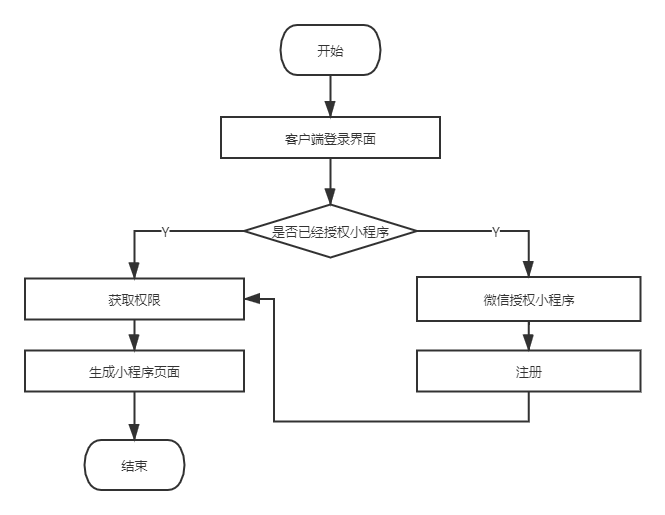 开始
客户端登录界面
是否已经授权小程序
Y
Y
获取权限
微信授权小程序
生成小程序页面
注册
结束